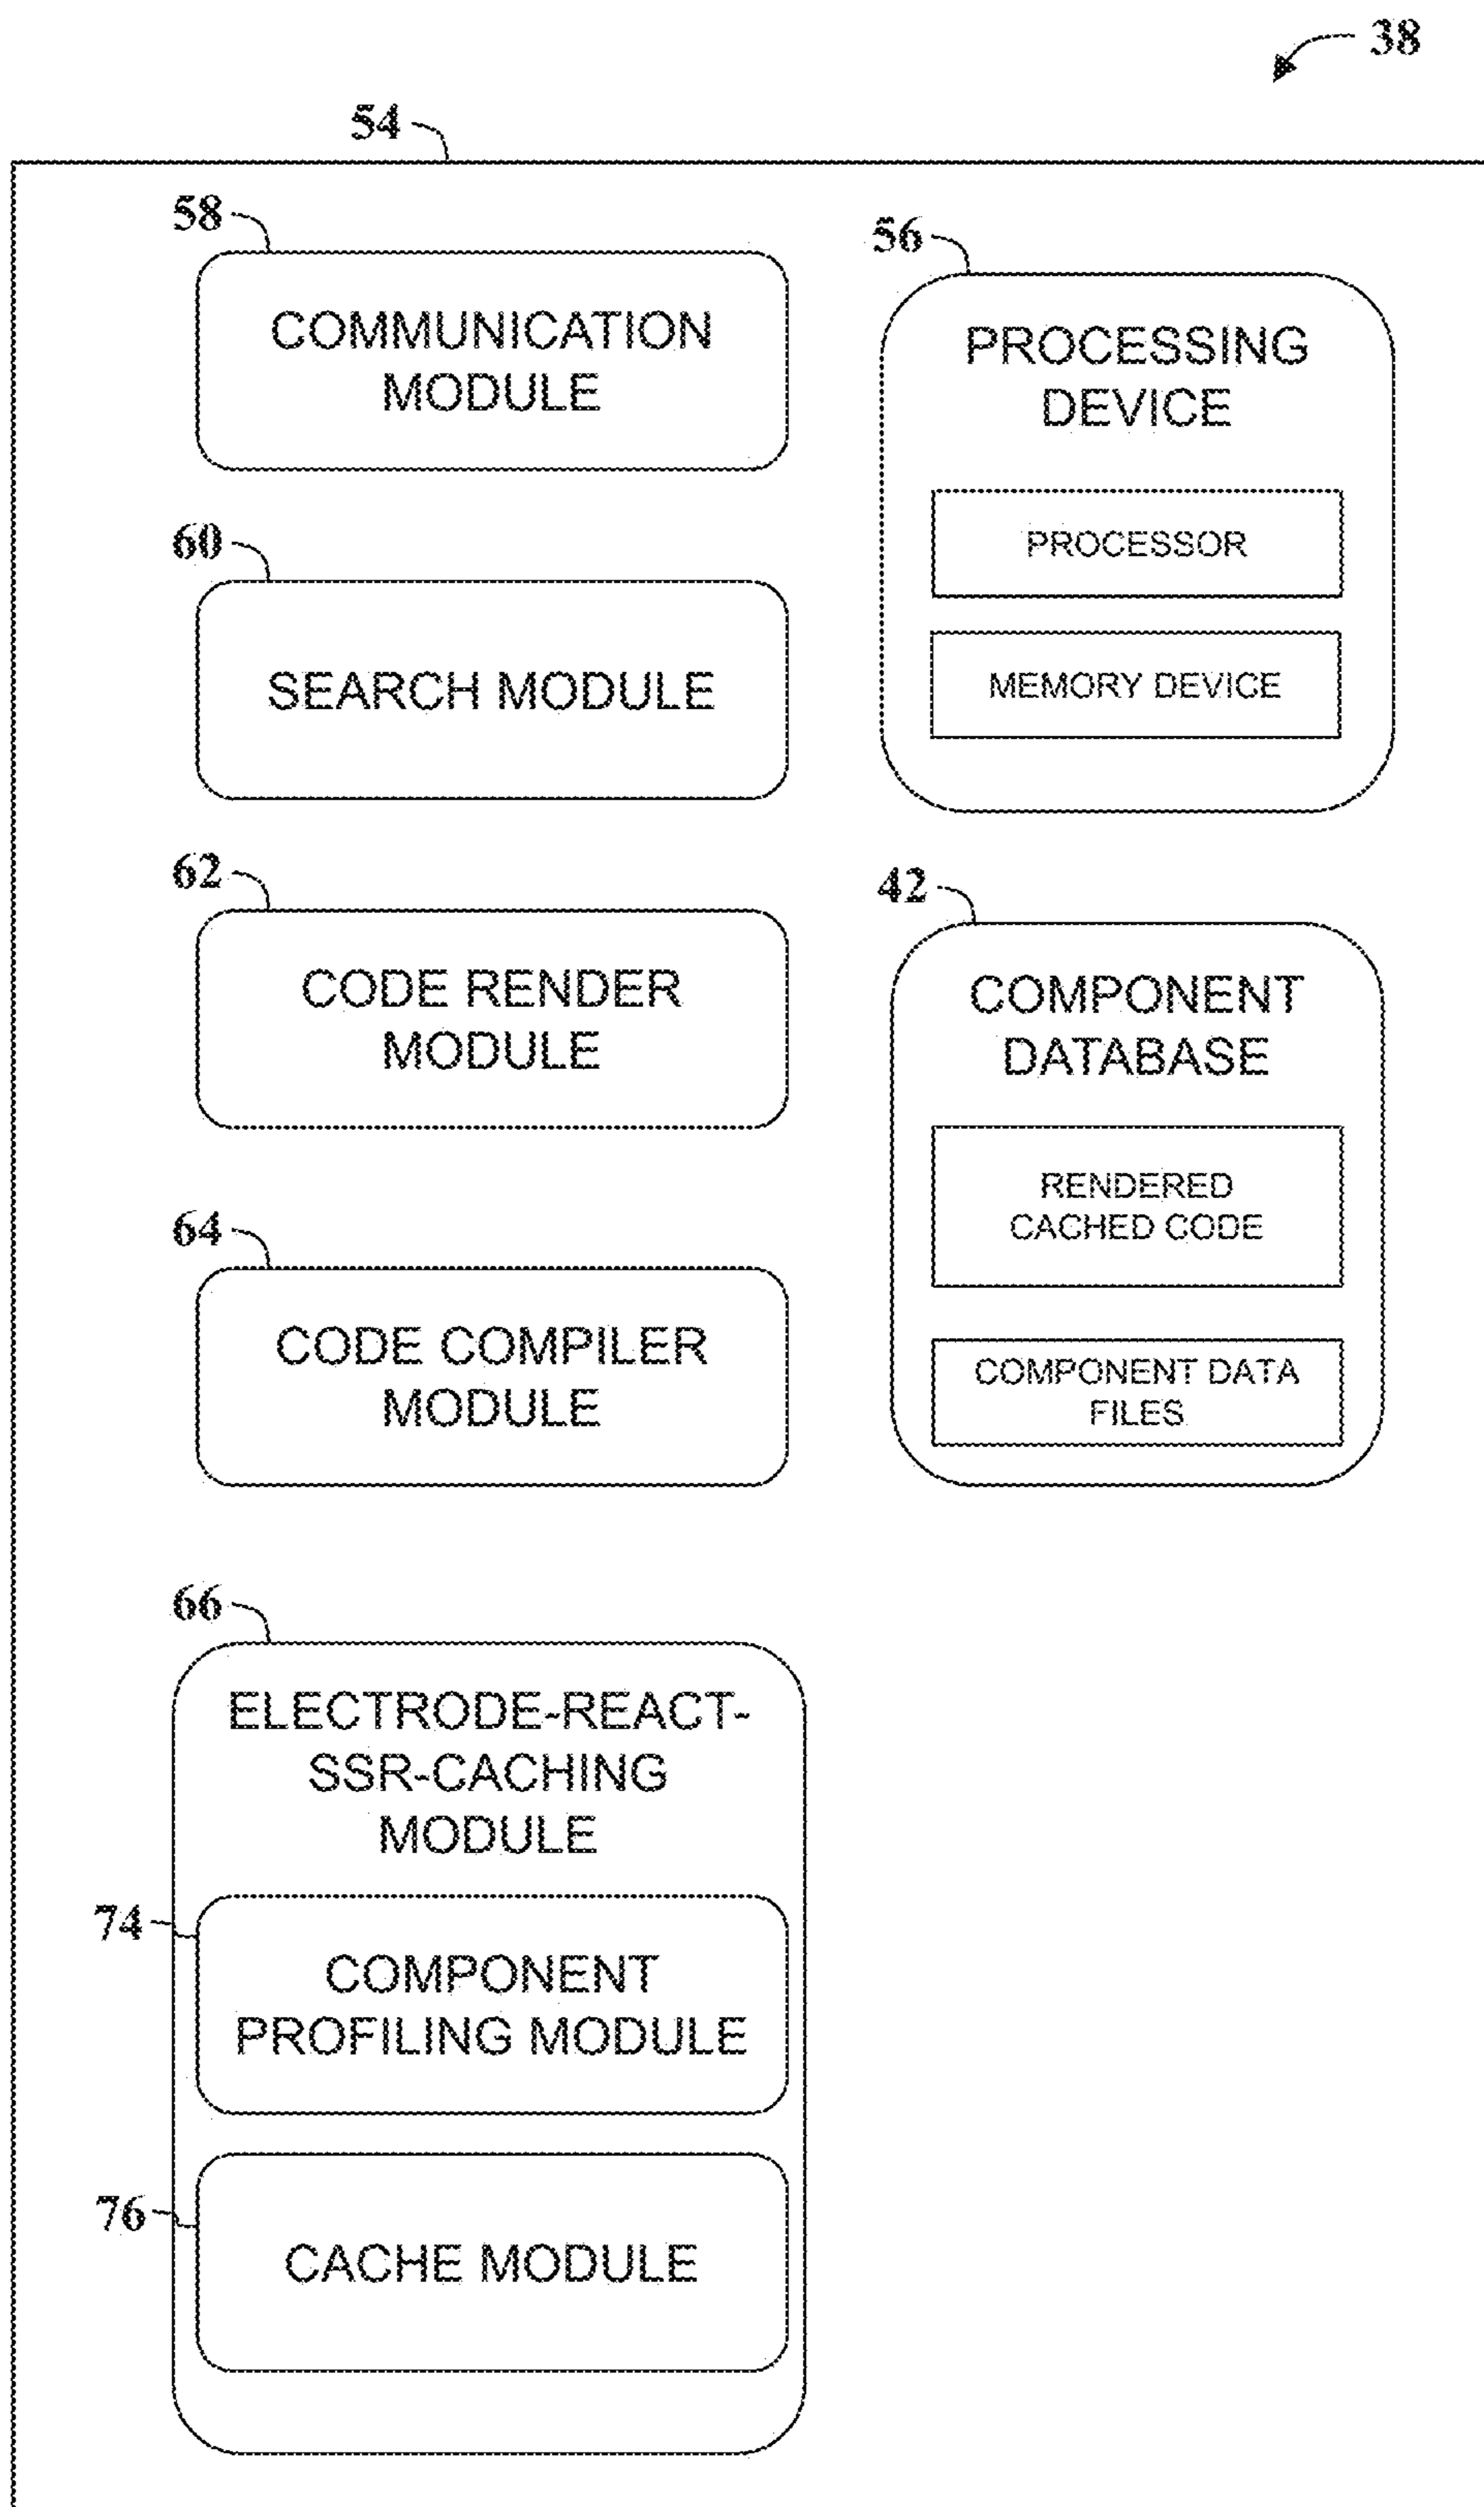 38
54
58
COMMUNICATION
MODULE
56
PROCESSING
DEVICE
PROCESSOR
MEMORY DEVICE
60
SEARCH MODULE
62
CODE RENDER
MODULE
42
COMPONENT
DATABASE
RENDERED
CACHED CODE
COMPONENT DATA
FILES
64
CODE COMPILER
MODULE
66
ELECTRODE-REACT-
SSR-CACHING
MODULE
74
COMPONENT
PROFILING MODULE
76
CACHE MODULE